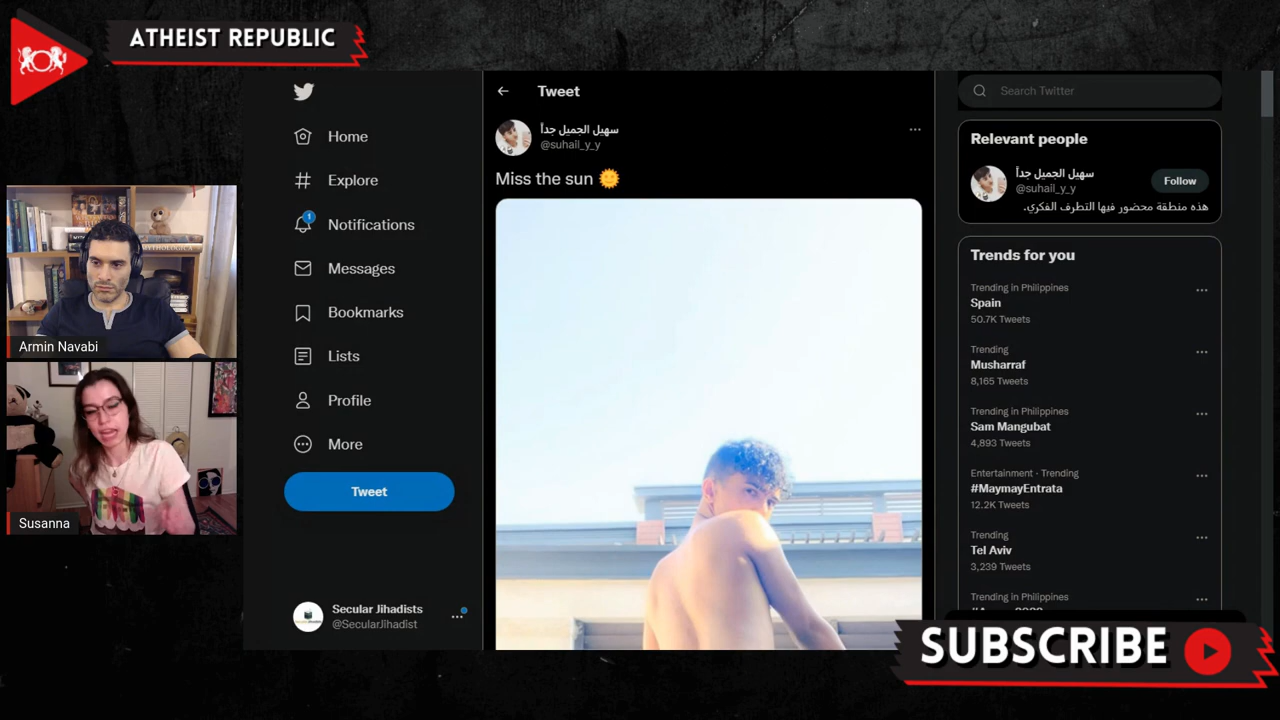 ATHEIST REPUBLIC
Armin Navabi
Susanna
Home
Explore
1
Notifications
Messages
Bookmarks
Lists
Profile
More
Tweet
Secular Jihadists
@SecularJihadist
Tweet
سهيل الجميل جداً
@suhail_y_y
Miss the sun 🌞
Search Twitter
Relevant people
سهيل الجميل جداً
@suhail_y_y
Follow
هذه منطقة محضور فيها التطرف الفكري.
Trends for you
Trending in Philippines
Spain
50.7K Tweets
Trending
Musharraf
8,165 Tweets
Trending in Philippines
Sam Mangubat
4,893 Tweets
Entertainment · Trending
#MaymayEntrata
12.2K Tweets
Trending
Tel Aviv
3,239 Tweets
Trending in Philippines
SUBSCRIBE